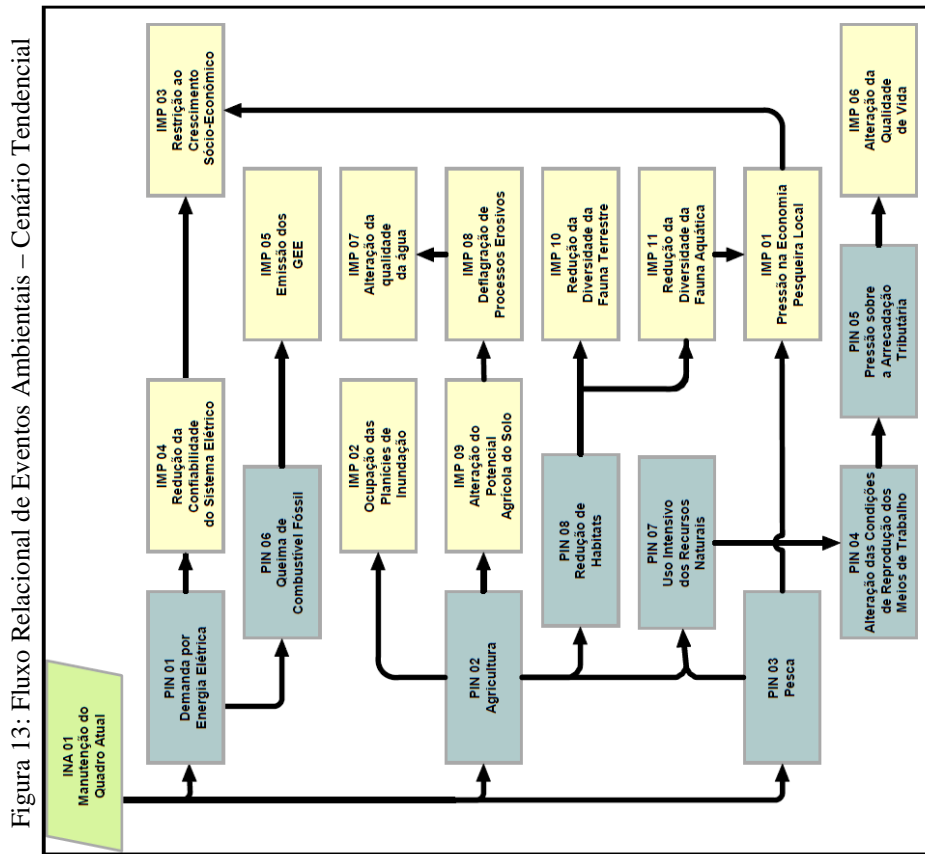 Figura 13: Fluxo Relacional de Eventos Ambientais – Cenário Tendencial
INA 01
Manutenção do
Quadro Atual
PIN 01
Demanda por
Energia Elétrica
IMP 04
Redução da
Confiabilidade
do Sistema Elétrico
IMP 03
Restrição ao
Crescimento
Sócio-Econômico
PIN 06
Queima de
Combustível Fóssil
IMP 05
Emissão dos
GEE
IMP 02
Ocupação das
Planícies de
Inundação
IMP 07
Alteração da
qualidade
da água
PIN 02
Agricultura
IMP 09
Alteração do
Potencial
Agrícola do Solo
IMP 08
Deflagração de
Processos Erosivos
PIN 08
Redução de
Habitats
IMP 10
Redução da
Diversidade da
Fauna Terrestre
PIN 07
Uso Intensivo
dos Recursos
Naturais
IMP 11
Redução da
Diversidade da
Fauna Aquática
PIN 03
Pesca
IMP 01
Pressão na Economia
Pesqueira Local
PIN 04
Alteração das Condições
de Reprodução dos
Meios de Trabalho
PIN 05
Pressão sobre
a Arrecadação
Tributária
IMP 06
Alteração da
Qualidade
de Vida